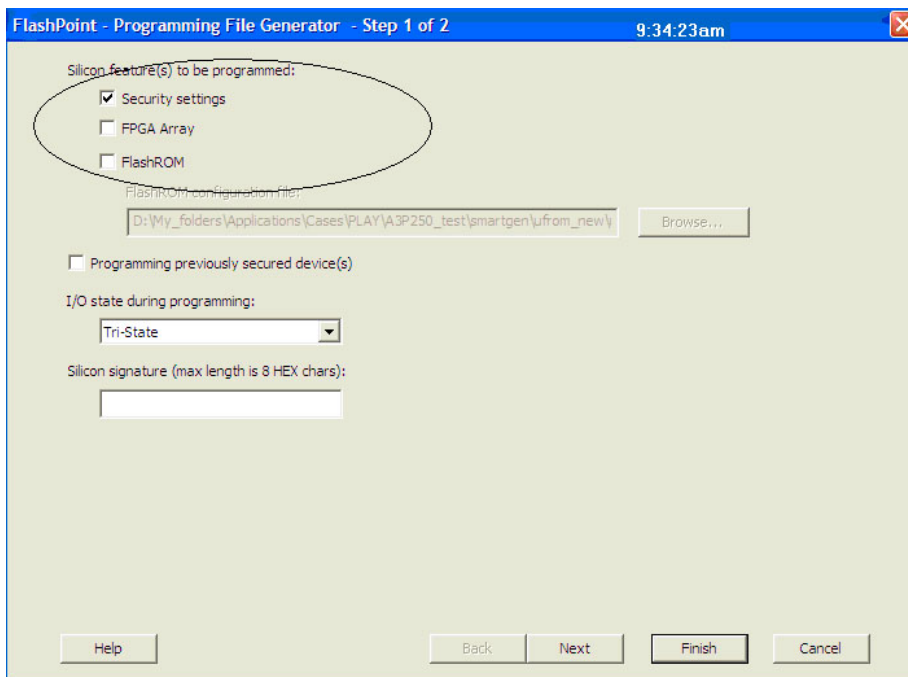 FlashPoint - Programming File Generator - Step 1 of 2 9:34:23am
Silicon feature(s) to be programmed:
Security settings
FPGA Array
FlashROM
FlashROM configuration file:
D:\My_folders\Applications\Cases\PLAY\A3P250_test\smartgen\ufrom_new\ Browse...
Programming previously secured device(s)
I/O state during programming:
Tri-State
Silicon signature (max length is 8 HEX chars):
Help Back Next Finish Cancel